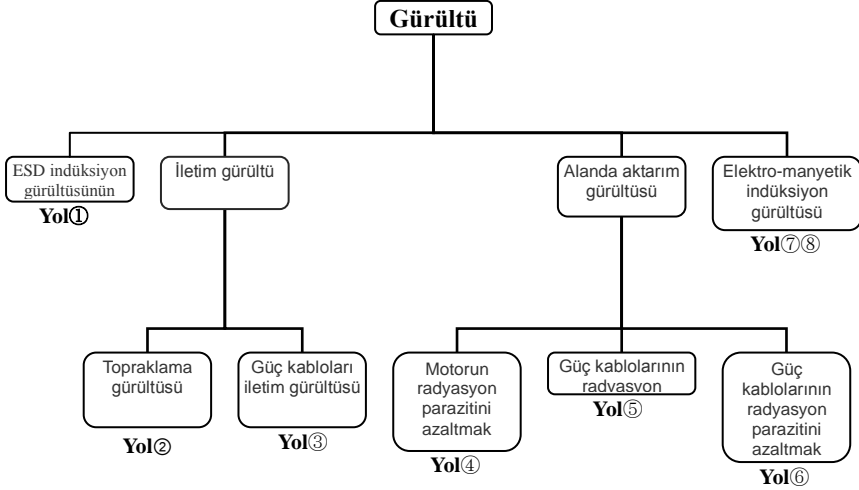 Gürültü
ESD indüksiyon
gürültüsünün
Yol①
İletim gürültü
Alanda aktarım
gürültüsü
Elektro-manyetik
indüksiyon
gürültüsü
Yol⑦⑧
Topraklama
gürültüsü
Yol②
Güç kabloları
iletim gürültüsü
Yol③
Motorun
radyasyon
parazitini
azaltmak
Yol④
Güç kablolarının
radyasyon
Yol⑤
Güç
kablolarının
radyasyon
parazitini
azaltmak
Yol⑥